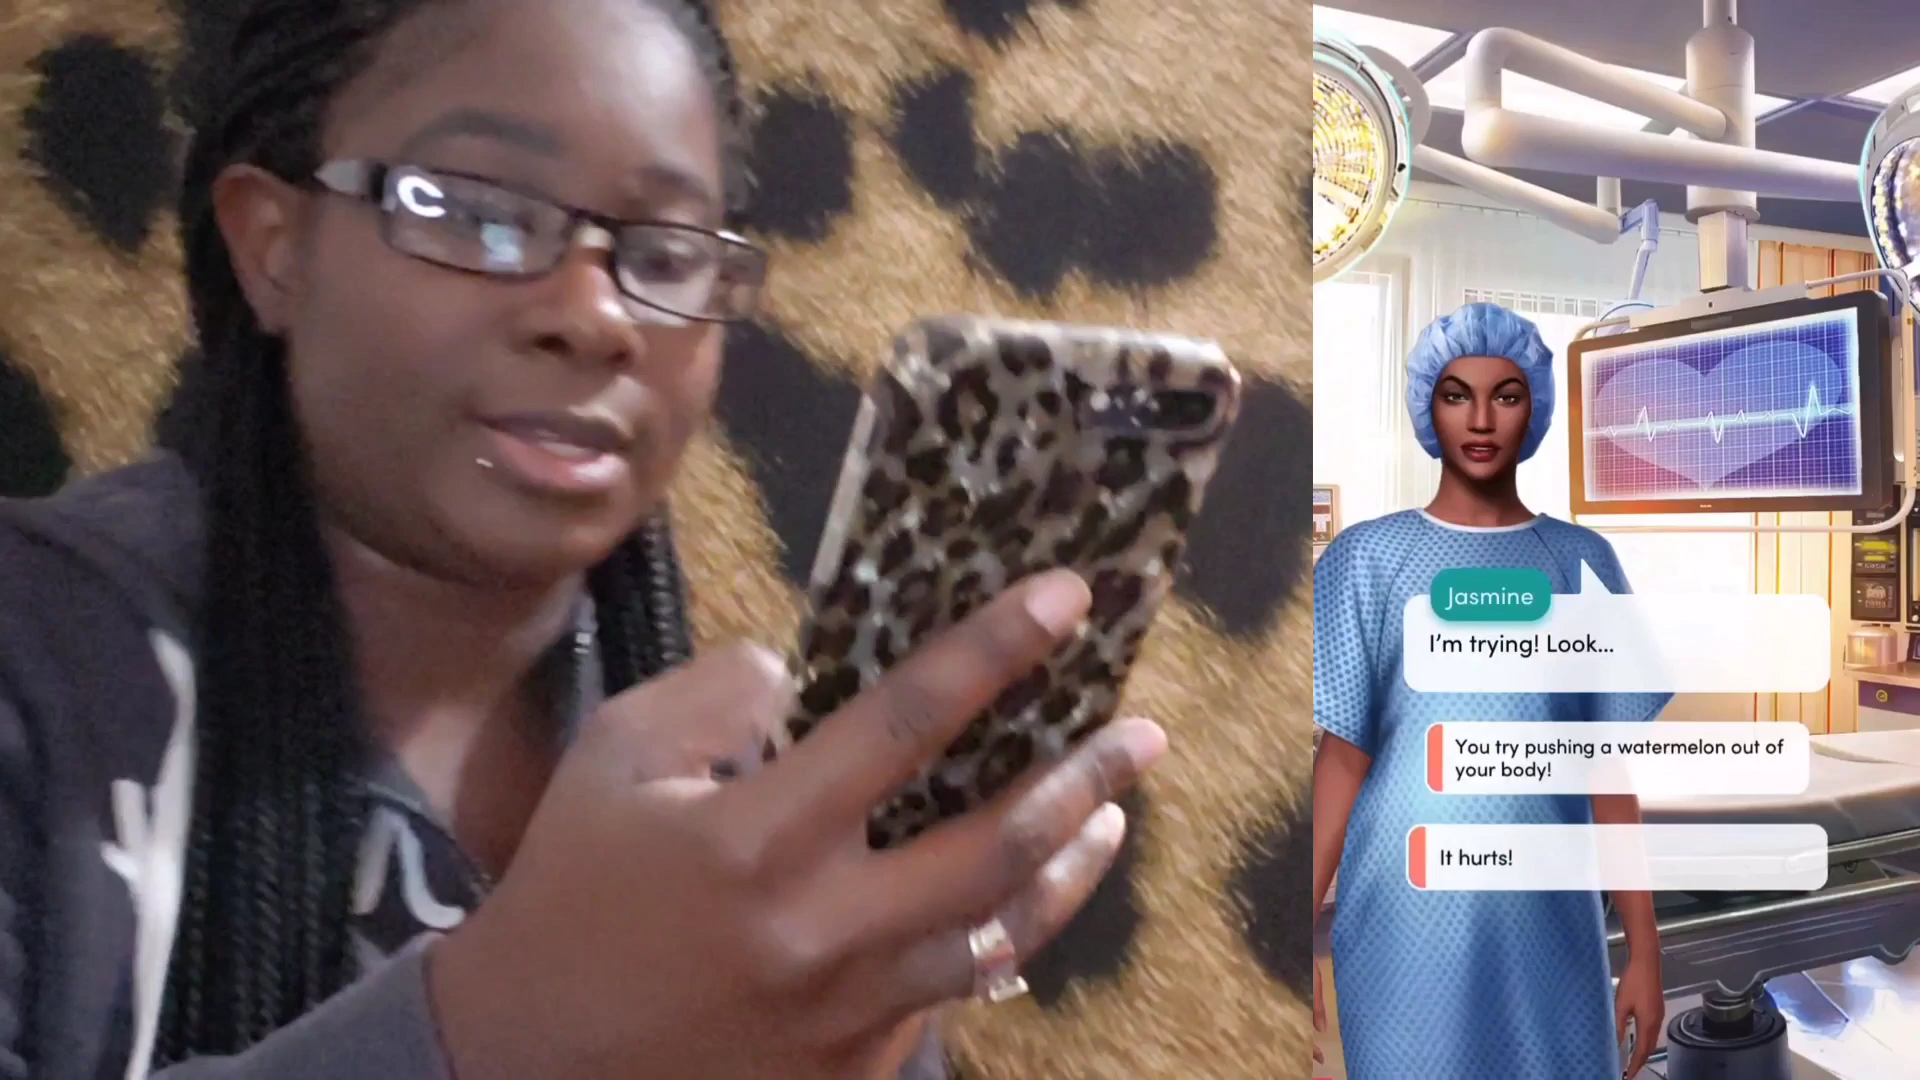 Jasmine
I'm trying! Look...
You try pushing a watermelon out of
your body!
It hurts!